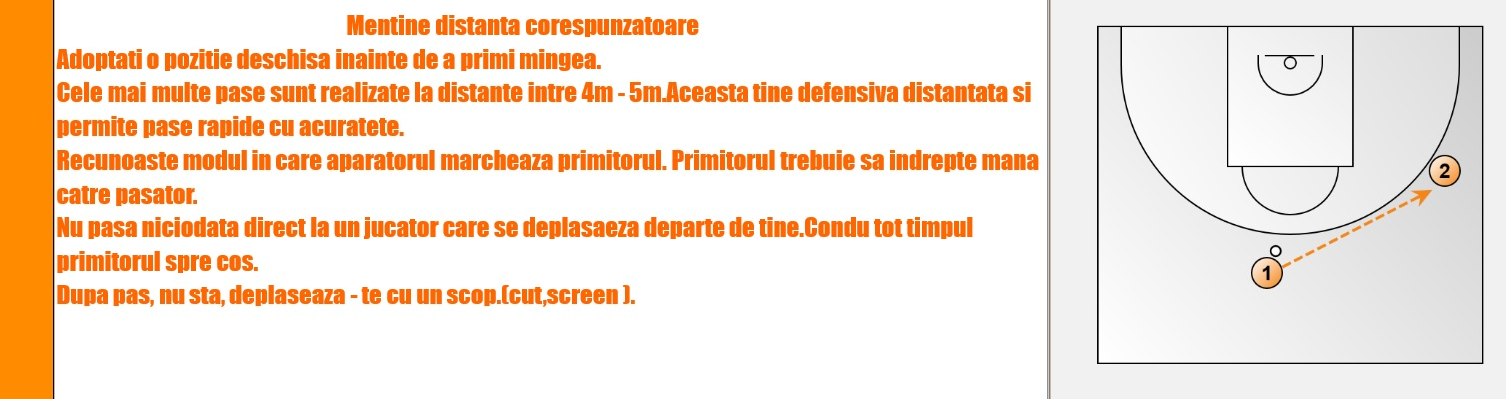 Mentine distanta corespunzatoare
Adoptati o pozitie deschisa inainte de a primi mingea.
Cele mai multe pase sunt realizate la distante intre 4m - 5m.Aceasta tine defensiva distantata si
permite pase rapide cu acuratete.
Recunoaste modul in care aparatorul marcheaza primitorul. Primitorul trebuie sa indrepte mana
catre pasator.
Nu pasa niciodata direct la un jucator care se deplasaeza departe de tine.Condu tot timpul
primitorul spre cos.
Dupa pas, nu sta, deplaseaza - te cu un scop.(cut,screen ).
2
1